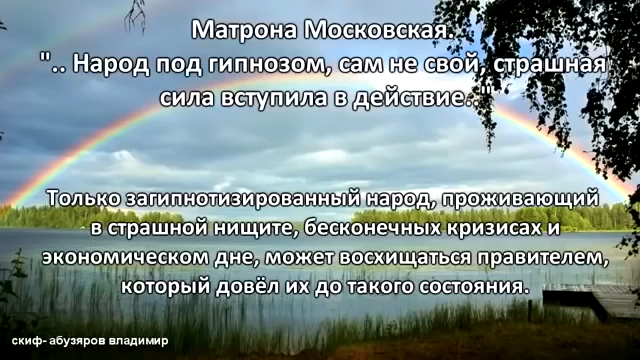 Матрона Московская.
".. Народ под гипнозом, сам не свой, страшная
сила вступила в действие.."
Только загипнотизированный народ, проживающий
в страшной нищите, бесконечных кризисах и
экономическом дне, может восхищаться правителем,
который довёл их до такого состояния.
скиф- абузяров владимир